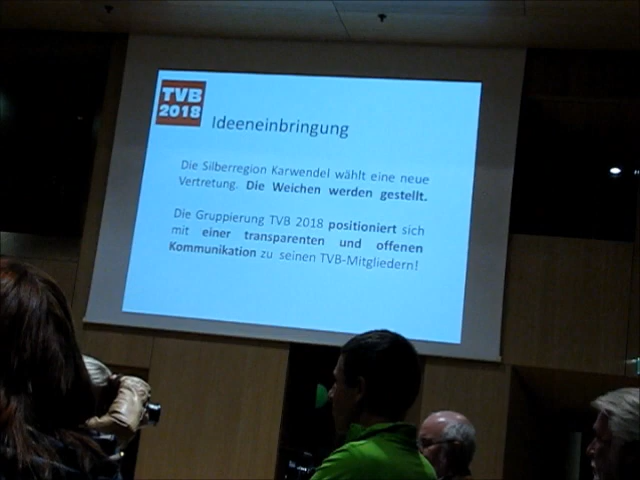 TVB
2018
Ideeneinbringung
Die Silberregion Karwendel wählt eine neue
Vertretung. Die Weichen werden gestellt.
Die Gruppierung TVB 2018 positioniert sich
mit einer transparenten und offenen
Kommunikation zu seinen TVB-Mitgliedern!